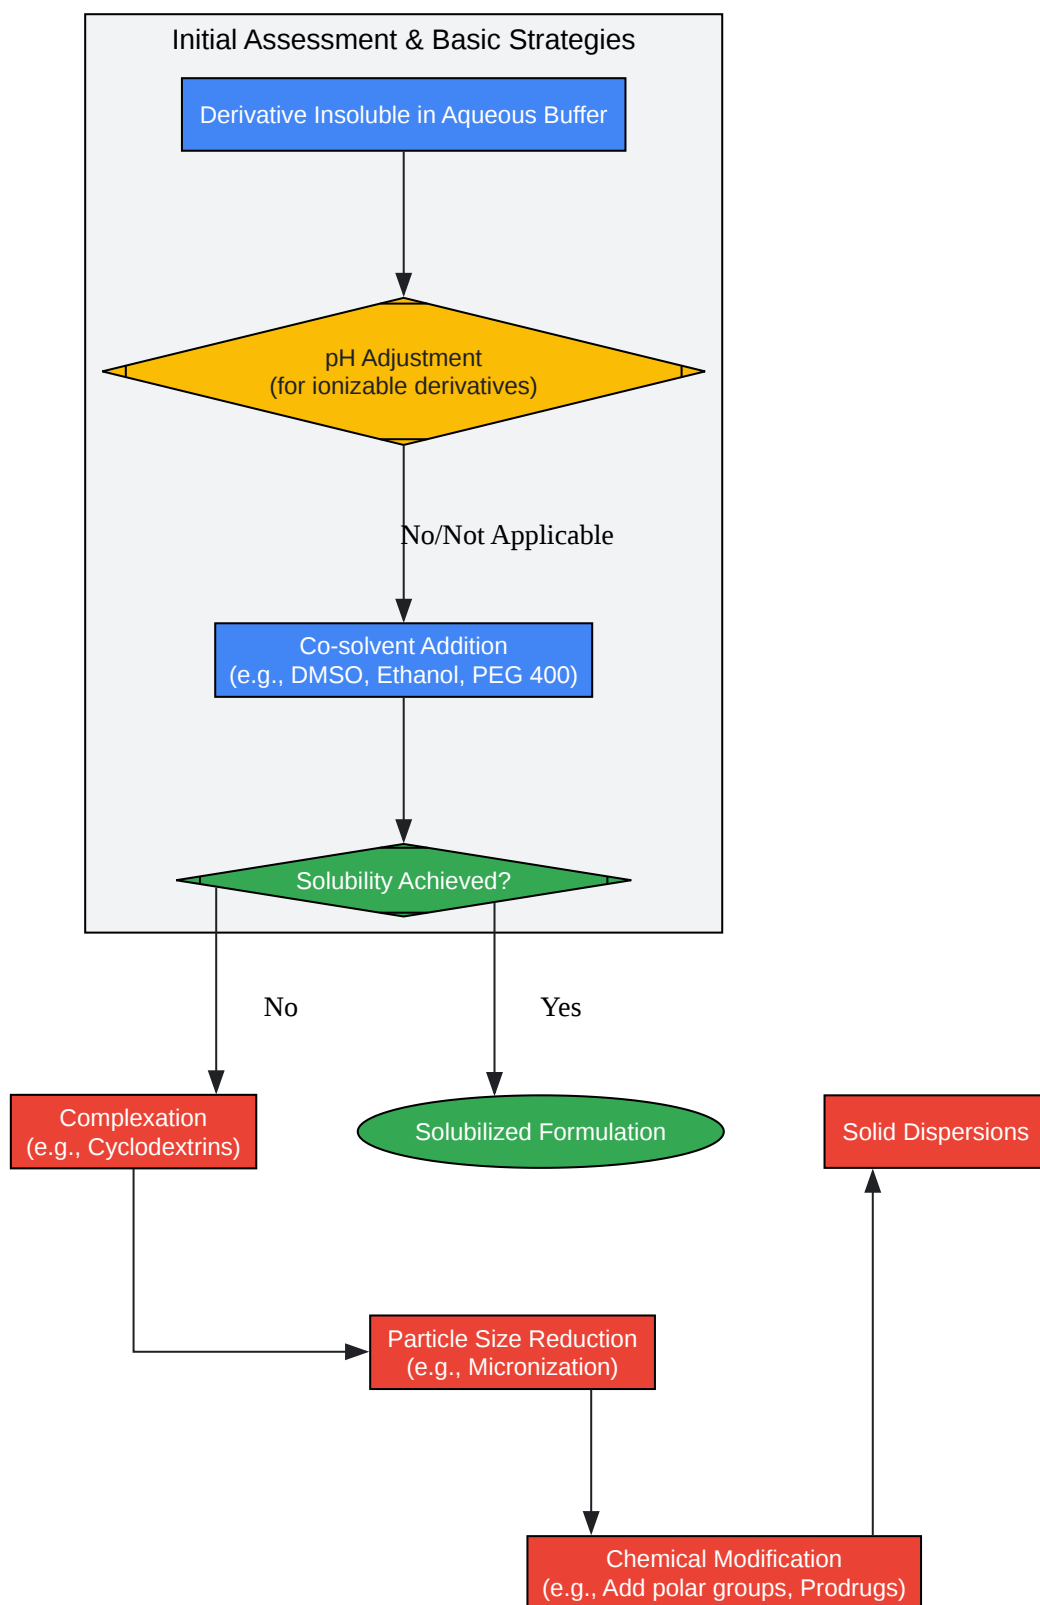 Initial Assessment & Basic Strategies
Derivative Insoluble in Aqueous Buffer
pH Adjustment
(for ionizable derivatives)
No/Not Applicable
Co-solvent Addition
(e.g., DMSO, Ethanol, PEG 400)
Solubility Achieved?
No
Yes
Complexation
(e.g., Cyclodextrins)
Solubilized Formulation
Solid Dispersions
Particle Size Reduction
(e.g., Micronization)
Chemical Modification
(e.g., Add polar groups, Prodrugs)